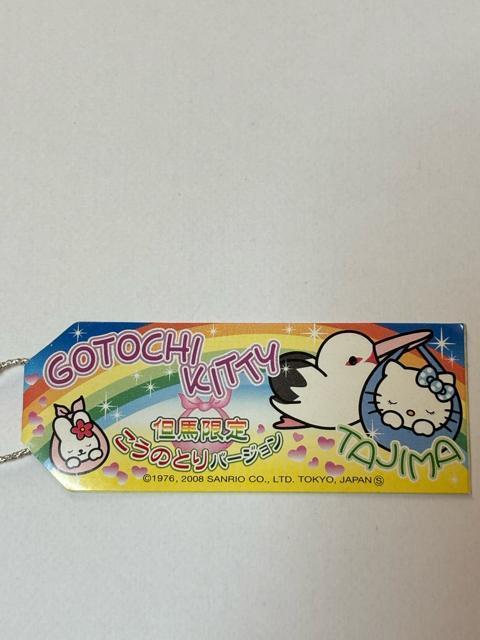 GOTOCHI
KITTY
但馬限定
こうのとりバージョン
TAJIMA
©1976, 2008 SANRIO CO., LTD. TOKYO, JAPAN Ⓢ